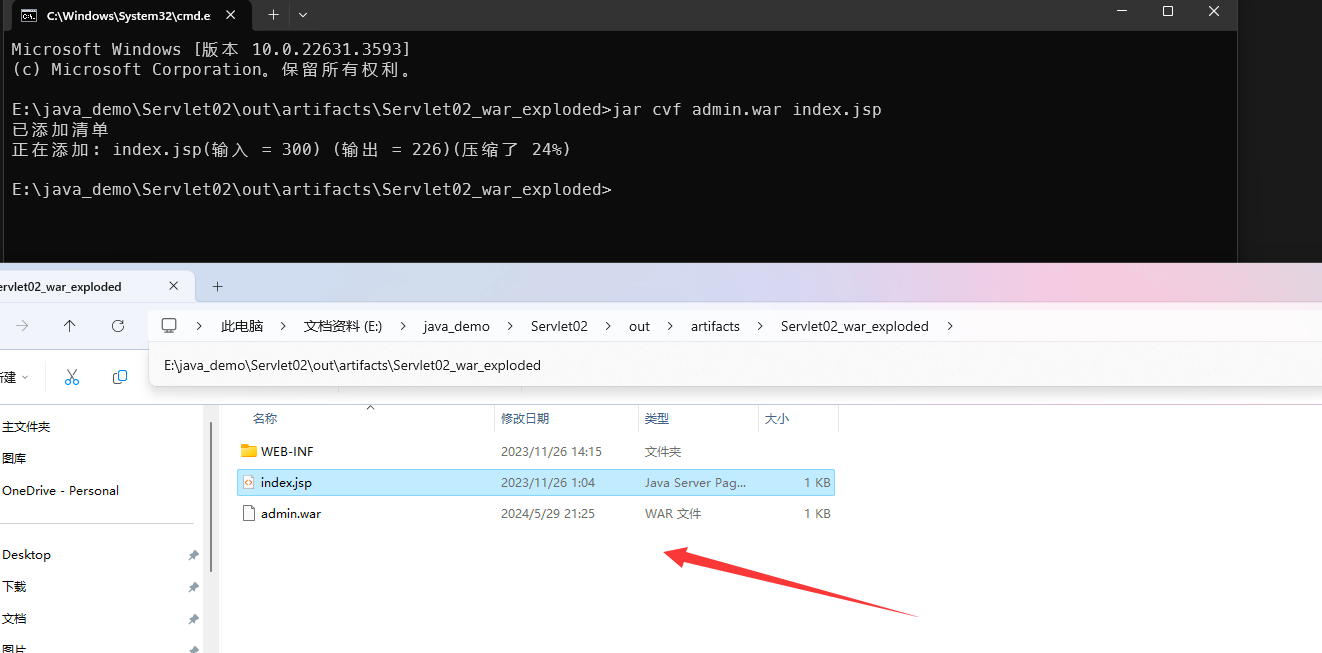 C:\Windows\System32\cmd.e
Microsoft Windows [版本 10.0.22631.3593]
(c) Microsoft Corporation。保留所有权利。
E:\java_demo\Servlet02\out\artifacts\Servlet02_war_exploded>jar cvf admin.war index.jsp
已添加清单
正在添加: index.jsp(输入 = 300) (输出 = 226)(压缩了 24%)
E:\java_demo\Servlet02\out\artifacts\Servlet02_war_exploded>
ervlet02_war_exploded
此电脑 文档资料 (E:) java_demo Servlet02 out artifacts Servlet02_war_exploded
E:\java_demo\Servlet02\out\artifacts\Servlet02_war_exploded
新建
名称 修改日期 类型 大小
主文件夹
WEB-INF 2023/11/26 14:15 文件夹
图库
index.jsp 2023/11/26 1:04 Java Server Pag... 1 KB
OneDrive - Personal
admin.war 2024/5/29 21:25 WAR 文件 1 KB
Desktop
下载
文档
图片